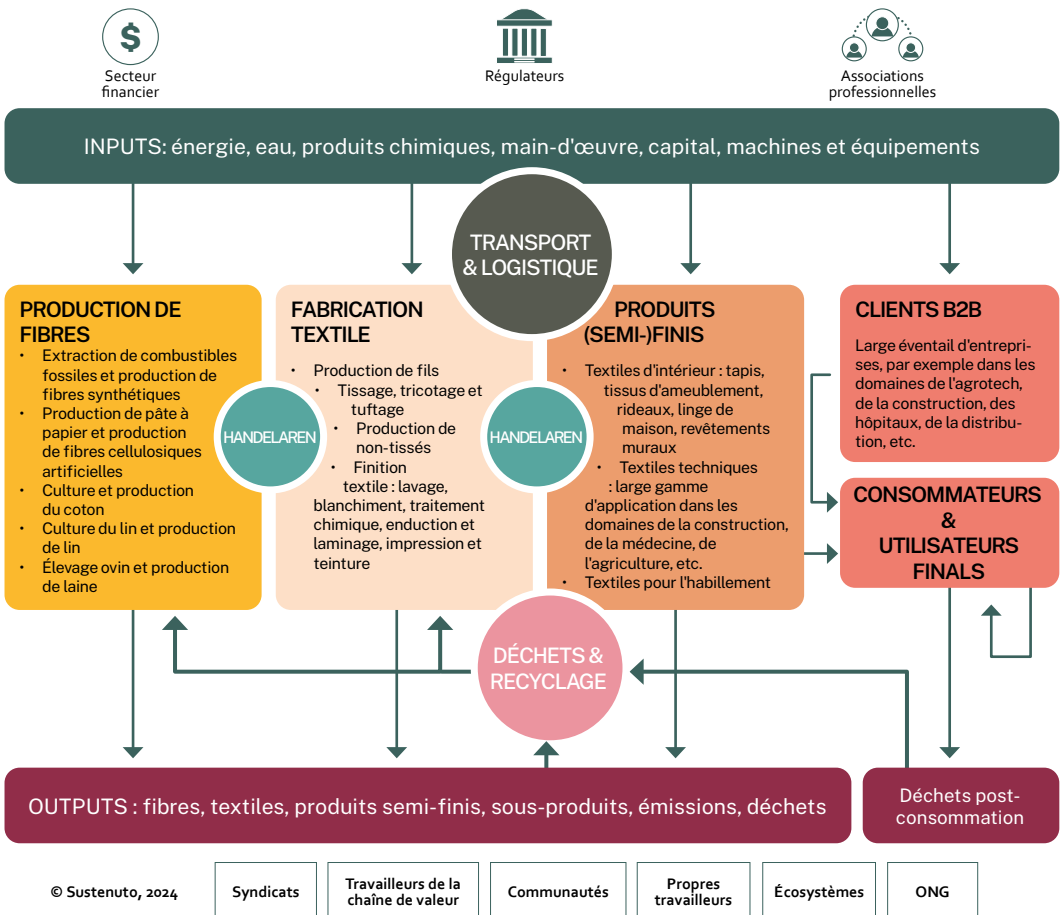 $
Secteur
financier
Régulateurs
Associations
professionnelles
INPUTS: énergie, eau, produits chimiques, main-d'œuvre, capital, machines et équipements
TRANSPORT
& LOGISTIQUE
PRODUCTION DE
FIBRES
• Extraction de combustibles
fossiles et production de
fibres synthétiques
• Production de pâte à
papier et production
de fibres cellulosiques
artificielles
• Culture et production
du coton
• Culture du lin et production
de lin
• Élevage ovin et production
de laine
HANDELAREN
FABRICATION
TEXTILE
• Production de fils
• Tissage, tricotage et
tuftage
• Production de
non-tissés
• Finition
textile : lavage,
blanchiment, traitement
chimique, enduction et
laminage, impression et
teinture
HANDELAREN
PRODUITS
(SEMI-)FINIS
• Textiles d'intérieur : tapis,
tissus d'ameublement,
rideaux, linge de
maison, revêtements
muraux
• Textiles techniques
: large gamme
d'application dans les
domaines de la construction,
de la médecine, de
l'agriculture, etc.
• Textiles pour l'habillement
CLIENTS B2B
Large éventail d'entrepri-
ses, par exemple dans les
domaines de l'agrotech,
de la construction, des
hôpitaux, de la distribu-
tion, etc.
CONSOMMATEURS
&
UTILISATEURS
FINALS
DÉCHETS &
RECYCLAGE
OUTPUTS : fibres, textiles, produits semi-finis, sous-produits, émissions, déchets
Déchets post-
consommation
© Sustenuto, 2024
Syndicats
Travailleurs de la
chaîne de valeur
Communautés
Propres
travailleurs
Écosystèmes
ONG